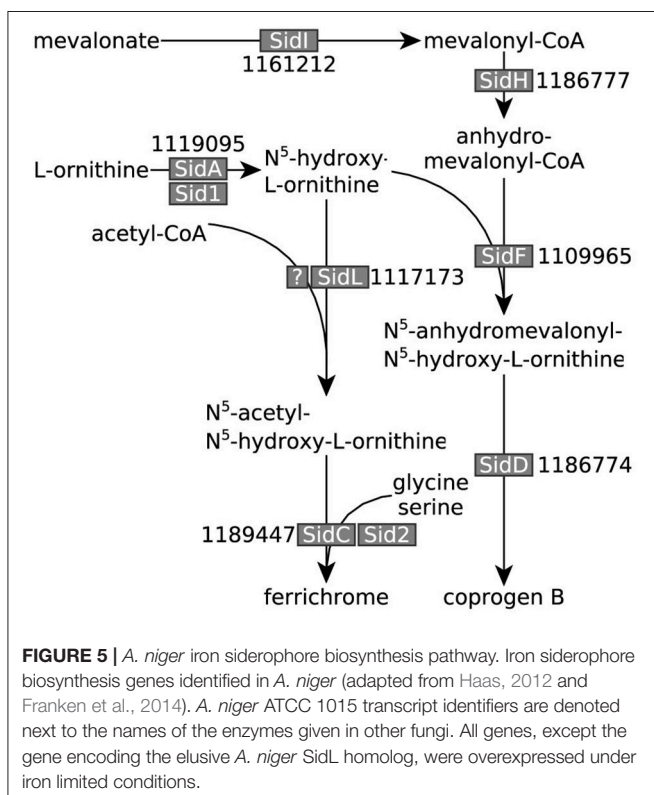 mevalonate SidI mevalonyl-CoA
1161212
SidH 1186777
anhydro-
mevalonyl-CoA
1119095
L-ornithine SidA N⁵-hydroxy-
L-ornithine
Sid1
acetyl-CoA
SidF 1109965
? SidL 1117173
N⁵-anhydromevalonyl-
N⁵-hydroxy-L-ornithine
N⁵-acetyl-
N⁵-hydroxy-L-ornithine
SidD 1186774
glycine
serine
1189447 SidC Sid2
ferrichrome coprogen B
FIGURE 5 | A. niger iron siderophore biosynthesis pathway. Iron siderophore
biosynthesis genes identified in A. niger (adapted from Haas, 2012 and
Franken et al., 2014). A. niger ATCC 1015 transcript identifiers are denoted
next to the names of the enzymes given in other fungi. All genes, except the
gene encoding the elusive A. niger SidL homolog, were overexpressed under
iron limited conditions.